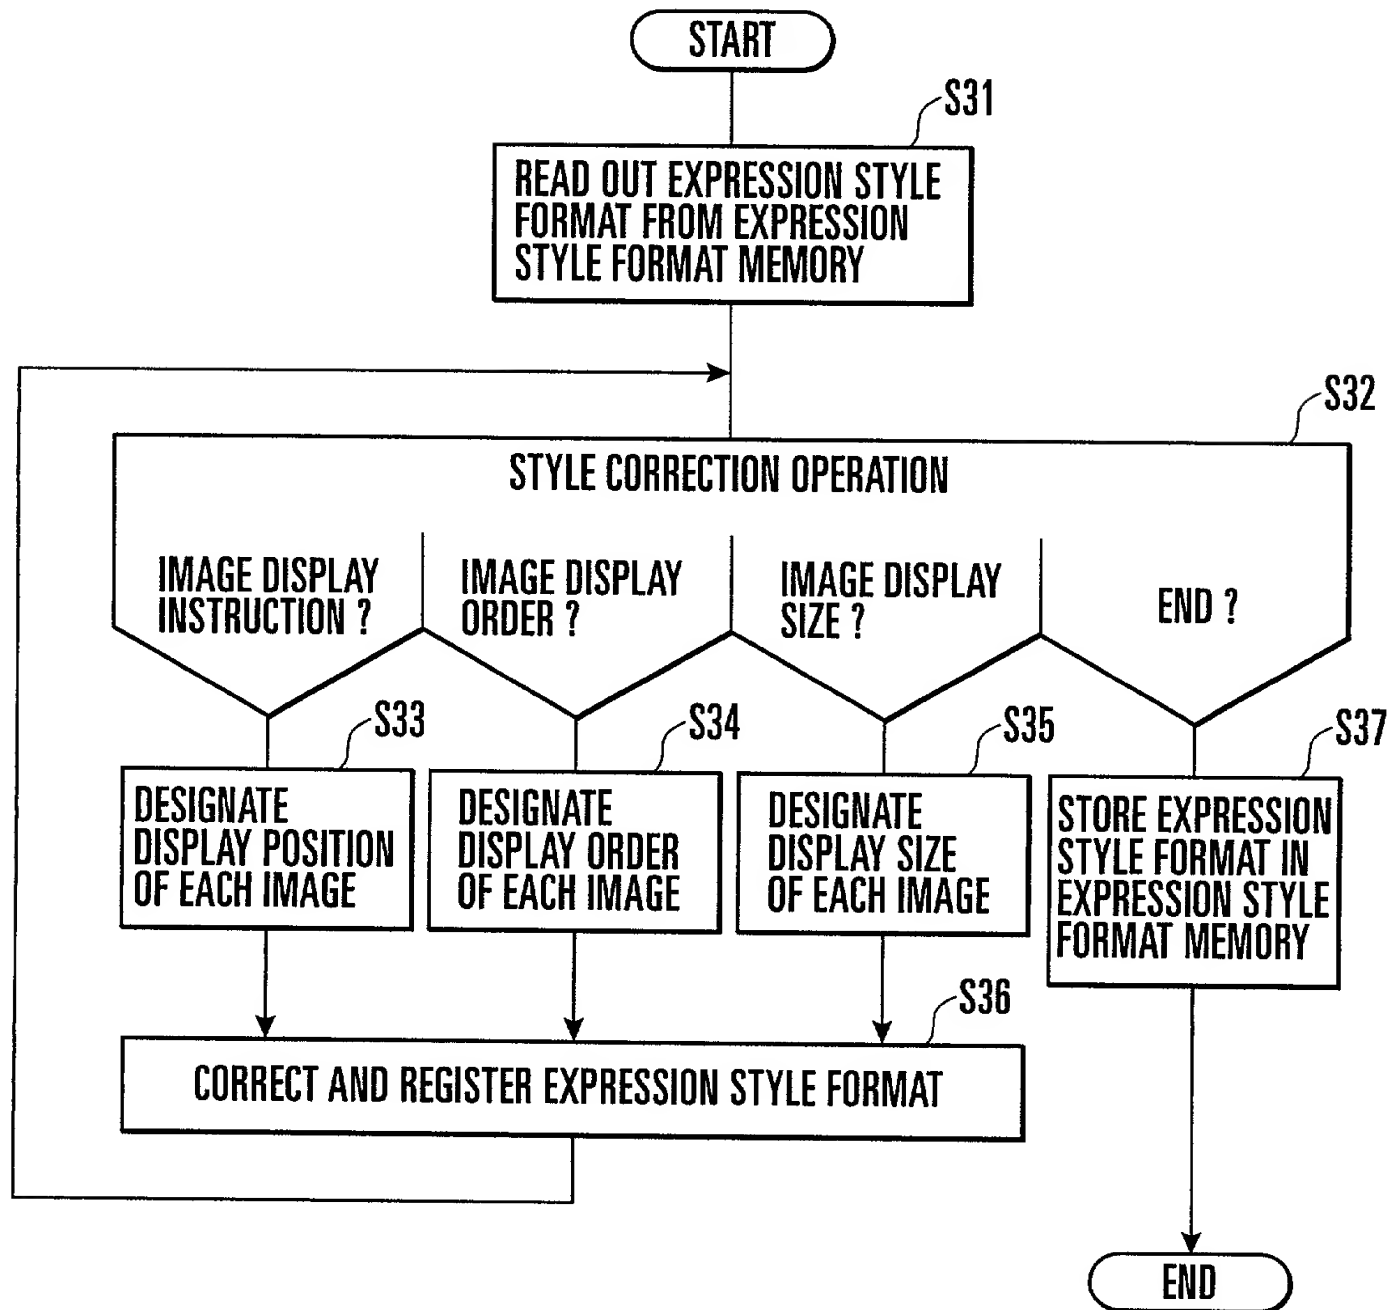 START
S31
READ OUT EXPRESSION STYLE
FORMAT FROM EXPRESSION
STYLE FORMAT MEMORY
S32
STYLE CORRECTION OPERATION
IMAGE DISPLAY
INSTRUCTION ?
IMAGE DISPLAY
ORDER ?
IMAGE DISPLAY
SIZE ?
END ?
S33
DESIGNATE
DISPLAY POSITION
OF EACH IMAGE
S34
DESIGNATE
DISPLAY ORDER
OF EACH IMAGE
S35
DESIGNATE
DISPLAY SIZE
OF EACH IMAGE
S37
STORE EXPRESSION
STYLE FORMAT IN
EXPRESSION STYLE
FORMAT MEMORY
S36
CORRECT AND REGISTER EXPRESSION STYLE FORMAT
END